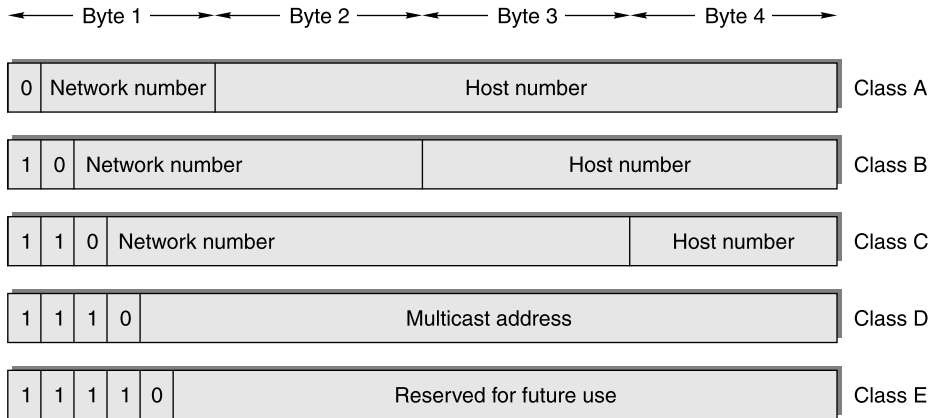 Byte 1 Byte 2 Byte 3 Byte 4
0 Network number Host number Class A
1 0 Network number Host number Class B
1 1 0 Network number Host number Class C
1 1 1 0 Multicast address Class D
1 1 1 1 0 Reserved for future use Class E